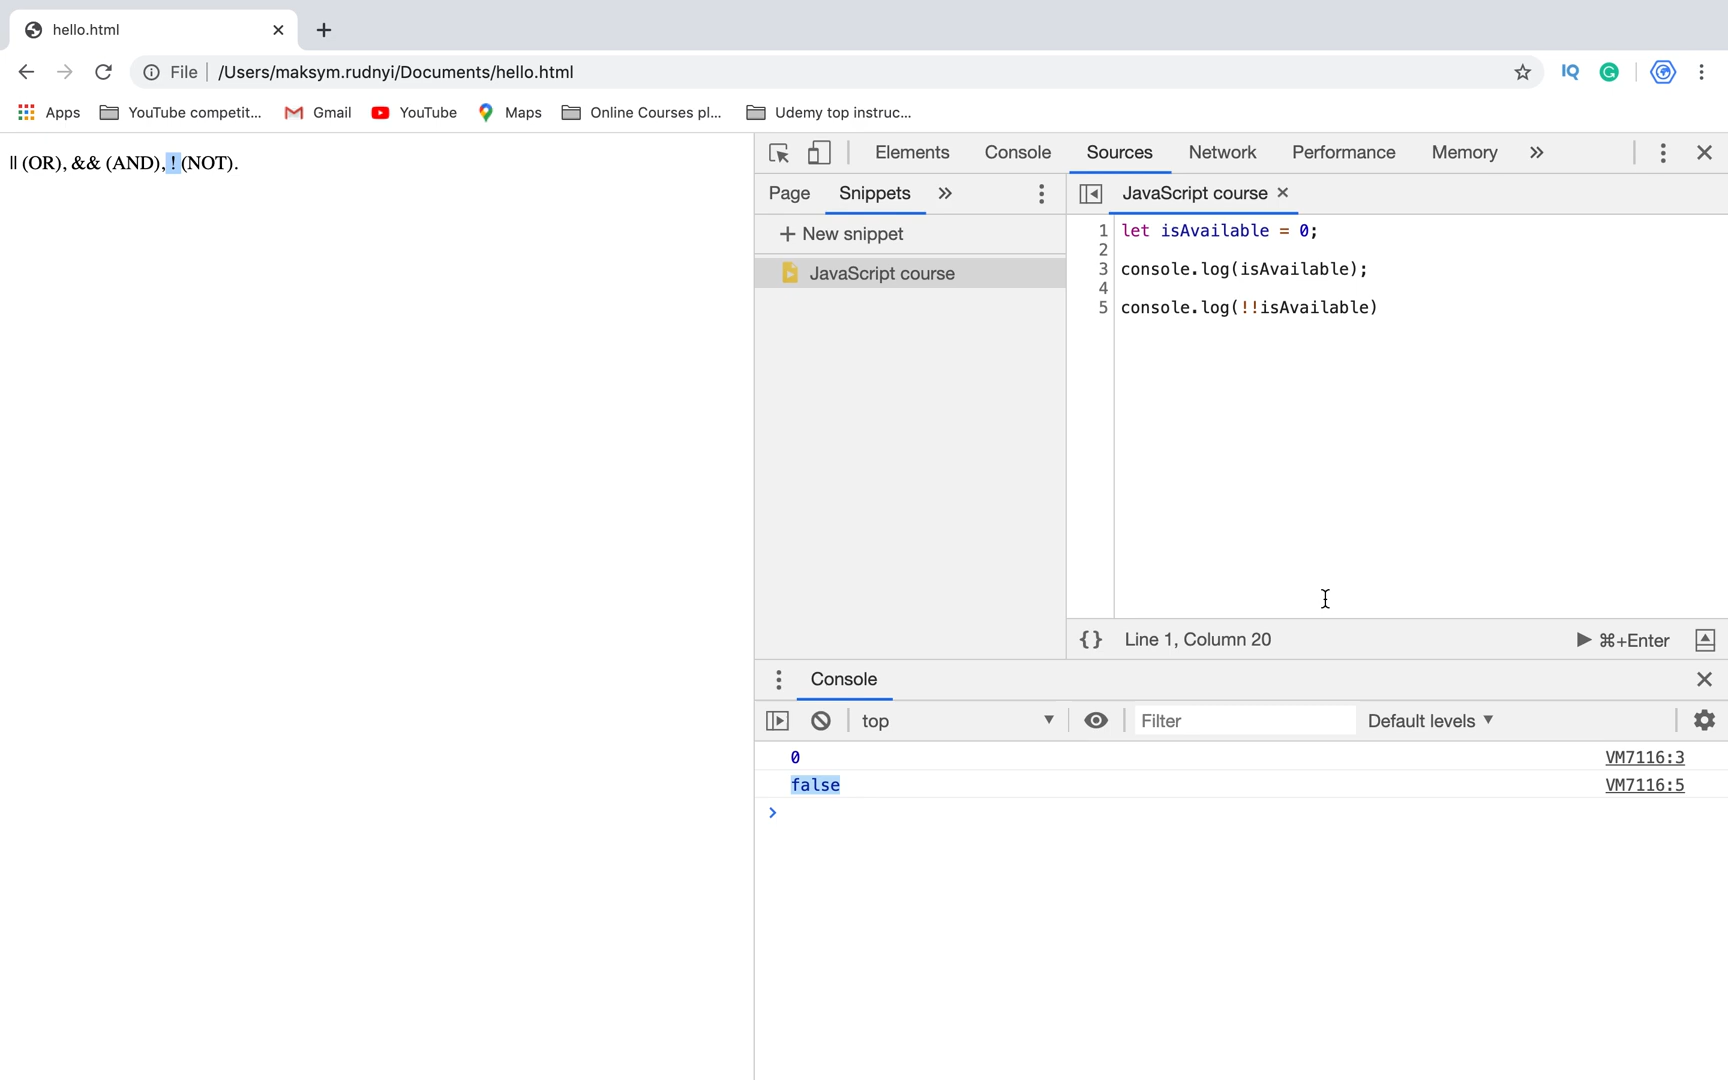 hello.html
File /Users/maksym.rudnyi/Documents/hello.html
IQ
Apps YouTube competit... Gmail YouTube Maps Online Courses pl... Udemy top instruc...
|| (OR), && (AND), ! (NOT).
Elements Console Sources Network Performance Memory »
Page Snippets » JavaScript course
+ New snippet
JavaScript course
1 let isAvailable = 0;
2
3 console.log(isAvailable);
4
5 console.log(!!isAvailable)
{} Line 1, Column 20 ⌘+Enter
Console
top Filter Default levels
0 VM7116:3
false VM7116:5